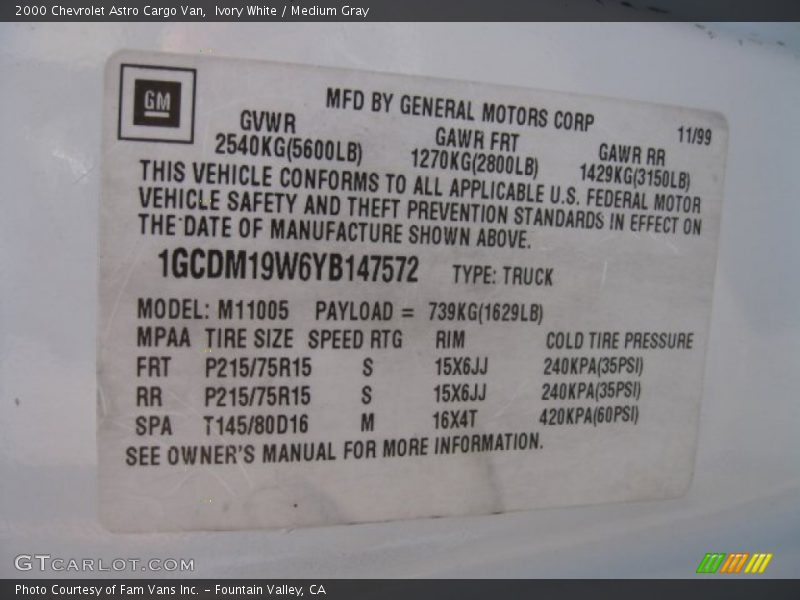 2000 Chevrolet Astro Cargo Van,  Ivory White / Medium Gray
GM
MFD BY GENERAL MOTORS CORP 11/99
GVWR GAWR FRT GAWR RR
2540KG(5600LB) 1270KG(2800LB) 1429KG(3150LB)
THIS VEHICLE CONFORMS TO ALL APPLICABLE U.S. FEDERAL MOTOR
VEHICLE SAFETY AND THEFT PREVENTION STANDARDS IN EFFECT ON
THE DATE OF MANUFACTURE SHOWN ABOVE.
1GCDM19W6YB147572 TYPE: TRUCK
MODEL: M11005 PAYLOAD = 739KG(1629LB)
MPAA TIRE SIZE SPEED RTG RIM COLD TIRE PRESSURE
FRT P215/75R15 S 15X6JJ 240KPA(35PSI)
RR P215/75R15 S 15X6JJ 240KPA(35PSI)
SPA T145/80D16 M 16X4T 420KPA(60PSI)
SEE OWNER'S MANUAL FOR MORE INFORMATION.
GTCARLOT.COM
Photo Courtesy of Fam Vans Inc. – Fountain Valley, CA